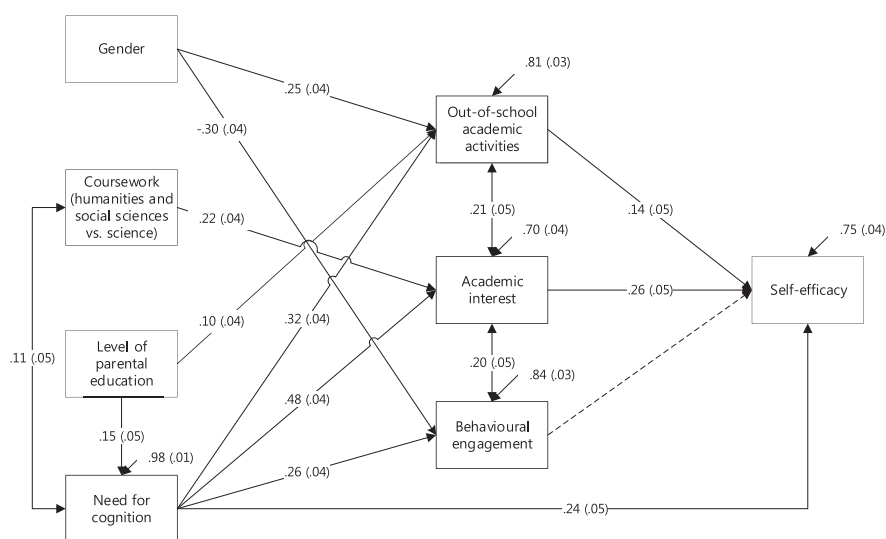 Gender
.81 (.03)
.25 (.04)
Out-of-school
academic
activities
-.30 (.04)
Coursework
(humanities and
social sciences
vs. science)
.22 (.04)
.21 (.05)
.14 (.05)
.70 (.04)
.75 (.04)
Academic
interest
.26 (.05)
Self-efficacy
.10 (.04)
.32 (.04)
Level of
parental
education
.11 (.05)
.20 (.05)
.84 (.03)
.48 (.04)
Behavioural
engagement
.15 (.05)
.98 (.01)
.26 (.04)
Need for
cognition
.24 (.05)